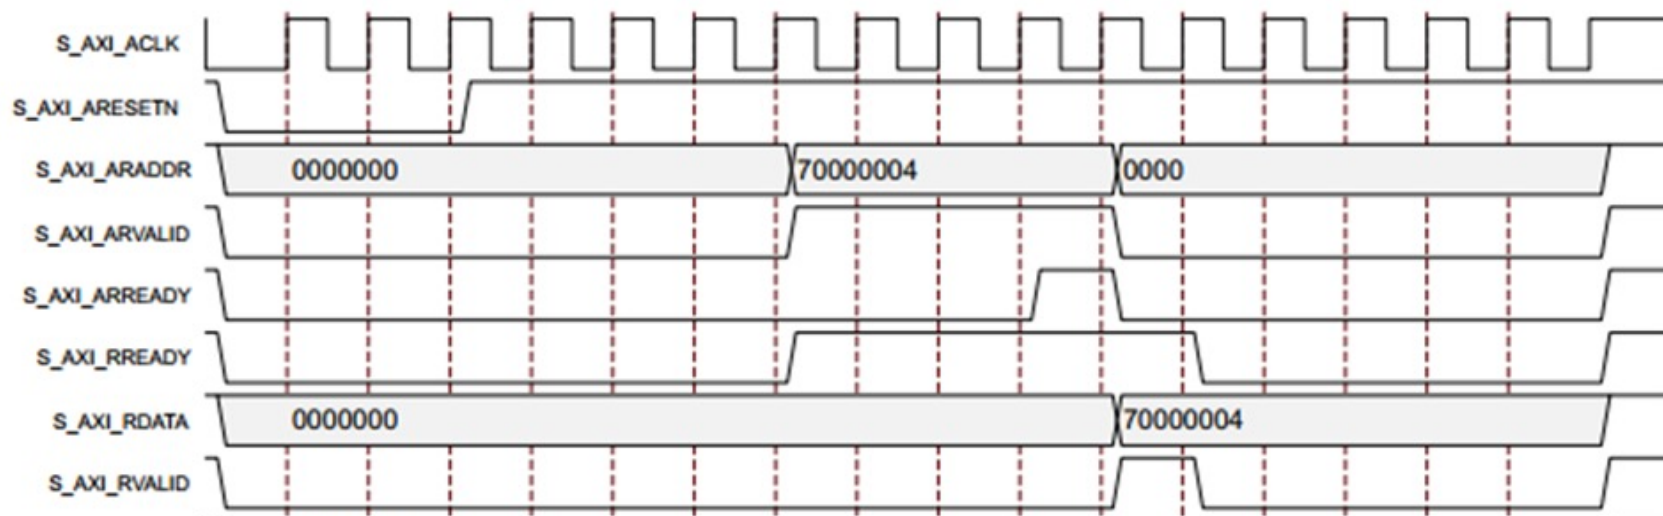 S_AXI_ACLK
S_AXI_ARESETN
S_AXI_ARADDR 0000000 70000004 0000
S_AXI_ARVALID
S_AXI_ARREADY
S_AXI_RREADY
S_AXI_RDATA 0000000 70000004
S_AXI_RVALID